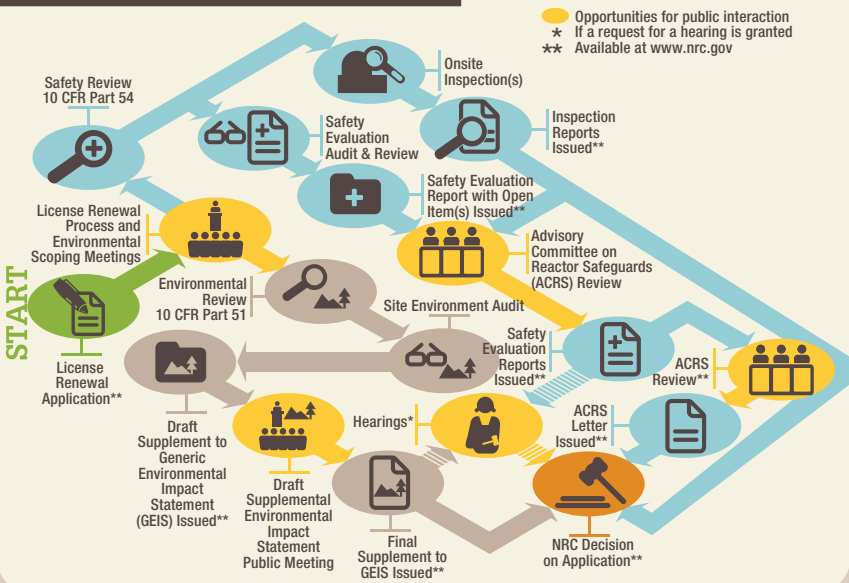 Opportunities for public interaction
* If a request for a hearing is granted
** Available at www.nrc.gov
Onsite
Inspection(s)
Safety Review
10 CFR Part 54
Safety
Evaluation
Audit & Review
Inspection
Reports
Issued**
Safety Evaluation
Report with Open
Item(s) Issued**
License Renewal
Process and
Environmental
Scoping Meetings
Advisory
Committee on
Reactor Safeguards
(ACRS) Review
START
Environmental
Review
10 CFR Part 51
Site Environment Audit
License
Renewal
Application**
Safety
Evaluation
Reports
Issued**
ACRS
Review**
Draft
Supplement to
Generic
Environmental
Impact
Statement
(GEIS) Issued**
Hearings*
ACRS
Letter
Issued**
Draft
Supplemental
Environmental
Impact
Statement
Public Meeting
Final
Supplement to
GEIS Issued**
NRC Decision
on Application**